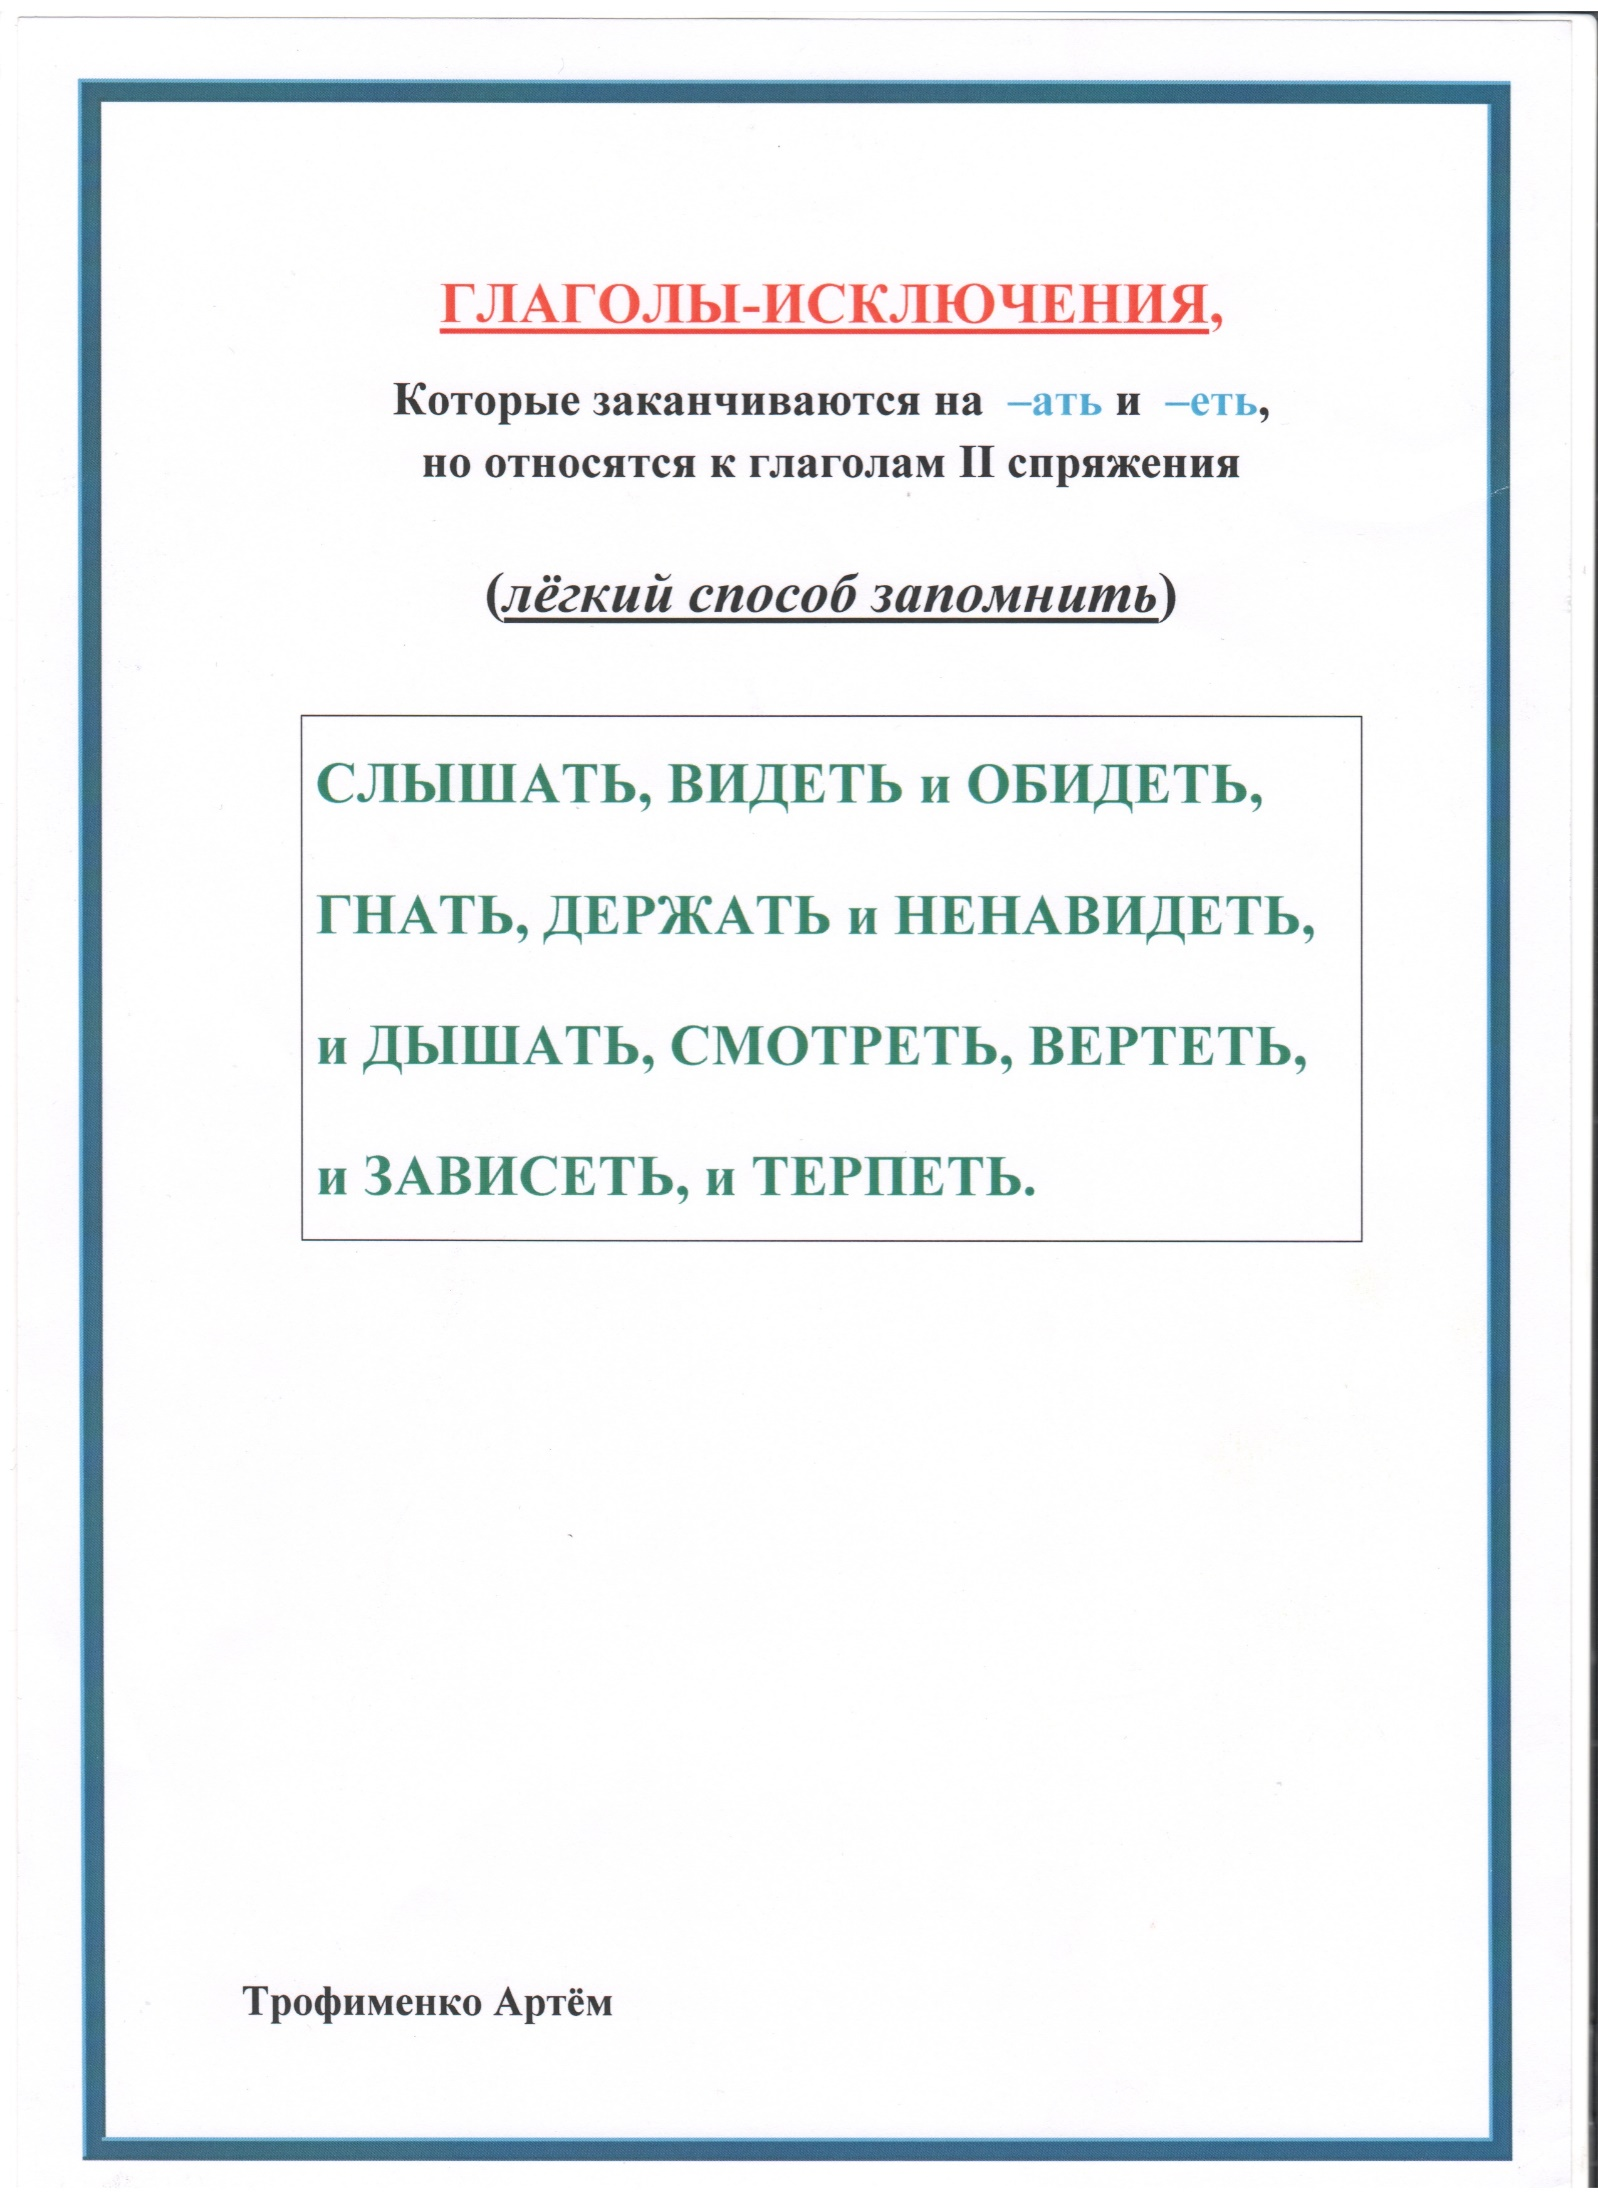 ГЛАГОЛЫ-ИСКЛЮЧЕНИЯ,
Которые заканчиваются на –ать и –еть,
но относятся к глаголам II спряжения
(лёгкий способ запомнить)
СЛЫШАТЬ, ВИДЕТЬ и ОБИДЕТЬ,
ГНАТЬ, ДЕРЖАТЬ и НЕНАВИДЕТЬ,
и ДЫШАТЬ, СМОТРЕТЬ, ВЕРТЕТЬ,
и ЗАВИСЕТЬ, и ТЕРПЕТЬ.
Трофименко Артём